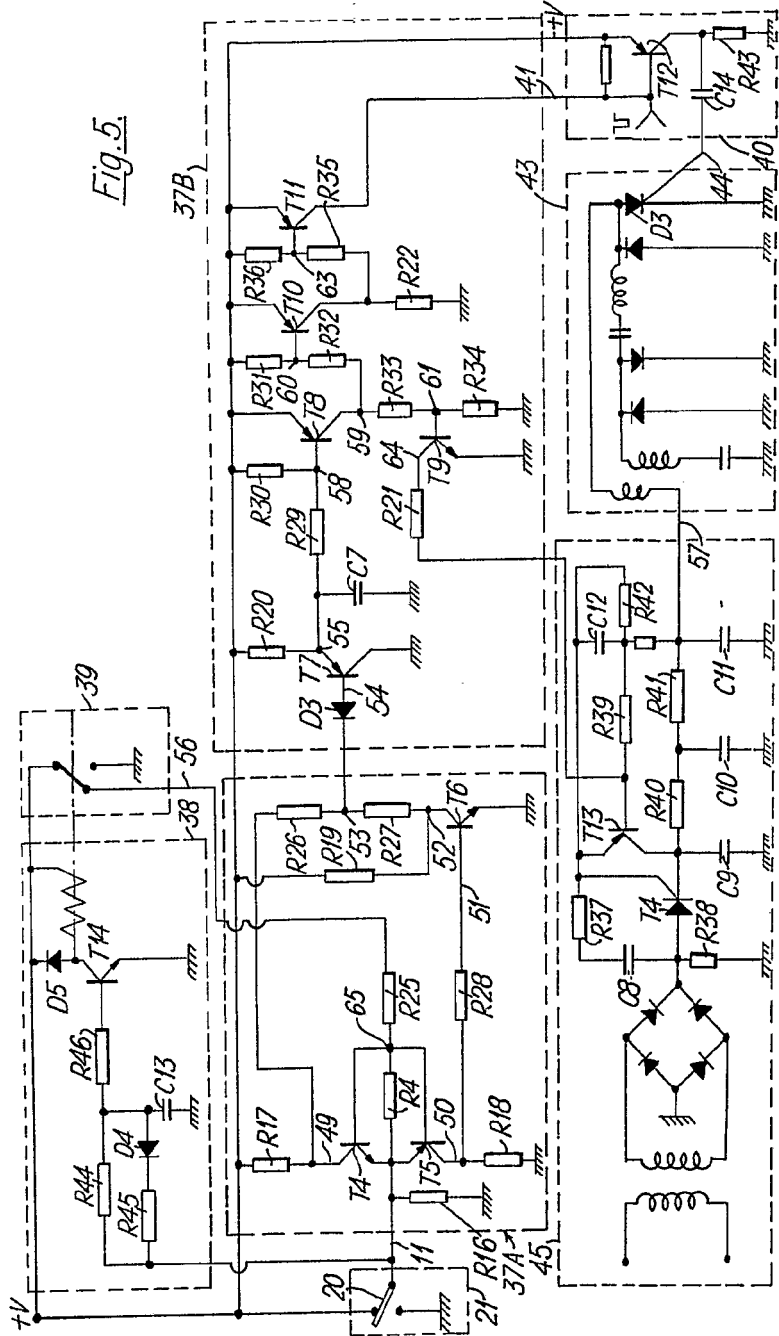 Fig. 5.
+V
38
39
R44
R45
D4
C13
R46
T14
D5
56
37B
R20
T7
54
55
D3
C7
R29
R30
58
T8
R31
60
R32
59
R33
61
R34
64
T9
R21
T10
R36
63
R35
T11
R22
41
+V
T12
C14
R43
40
20
21
11
R16
37A
R17
49
T4
T5
50
R18
R4
65
R25
R28
51
52
T6
R26
R19
53
R27
43
44
D3
57
45
R37
C8
R38
T4
T13
C9
R40
C10
R39
R41
C12
R42
C11